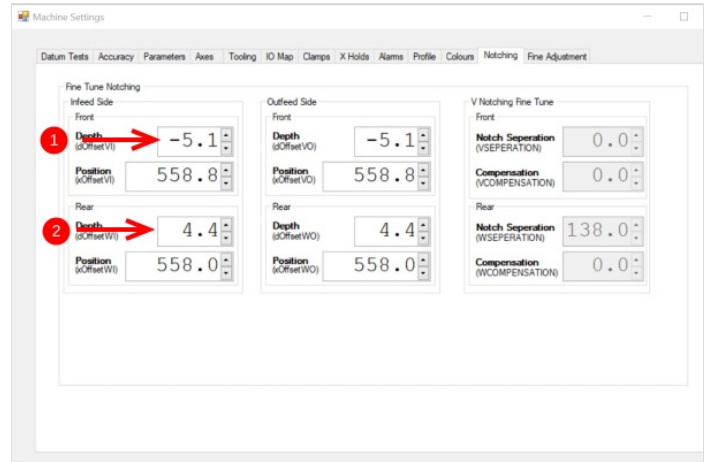 Machine Settings
Datum Tests Accuracy Parameters Axes Tooling IO Map Clamps X Holds Alarms Profile Colours Notching Fine Adjustment
Fine Tune Notching
Infeed Side
Front
1
Depth
(dOffsetVI)
-5.1
Position
(xOffsetVI)
558.8
Rear
2
Depth
(dOffsetWI)
4.4
Position
(xOffsetWI)
558.0
Outfeed Side
Front
Depth
(dOffsetVO)
-5.1
Position
(xOffsetVO)
558.8
Rear
Depth
(dOffsetWO)
4.4
Position
(xOffsetWO)
558.0
V Notching Fine Tune
Front
Notch Seperation
(VSEPERATION)
0.0
Compensation
(VCOMPENSATION)
0.0
Rear
Notch Seperation
(WSEPERATION)
138.0
Compensation
(WCOMPENSATION)
0.0